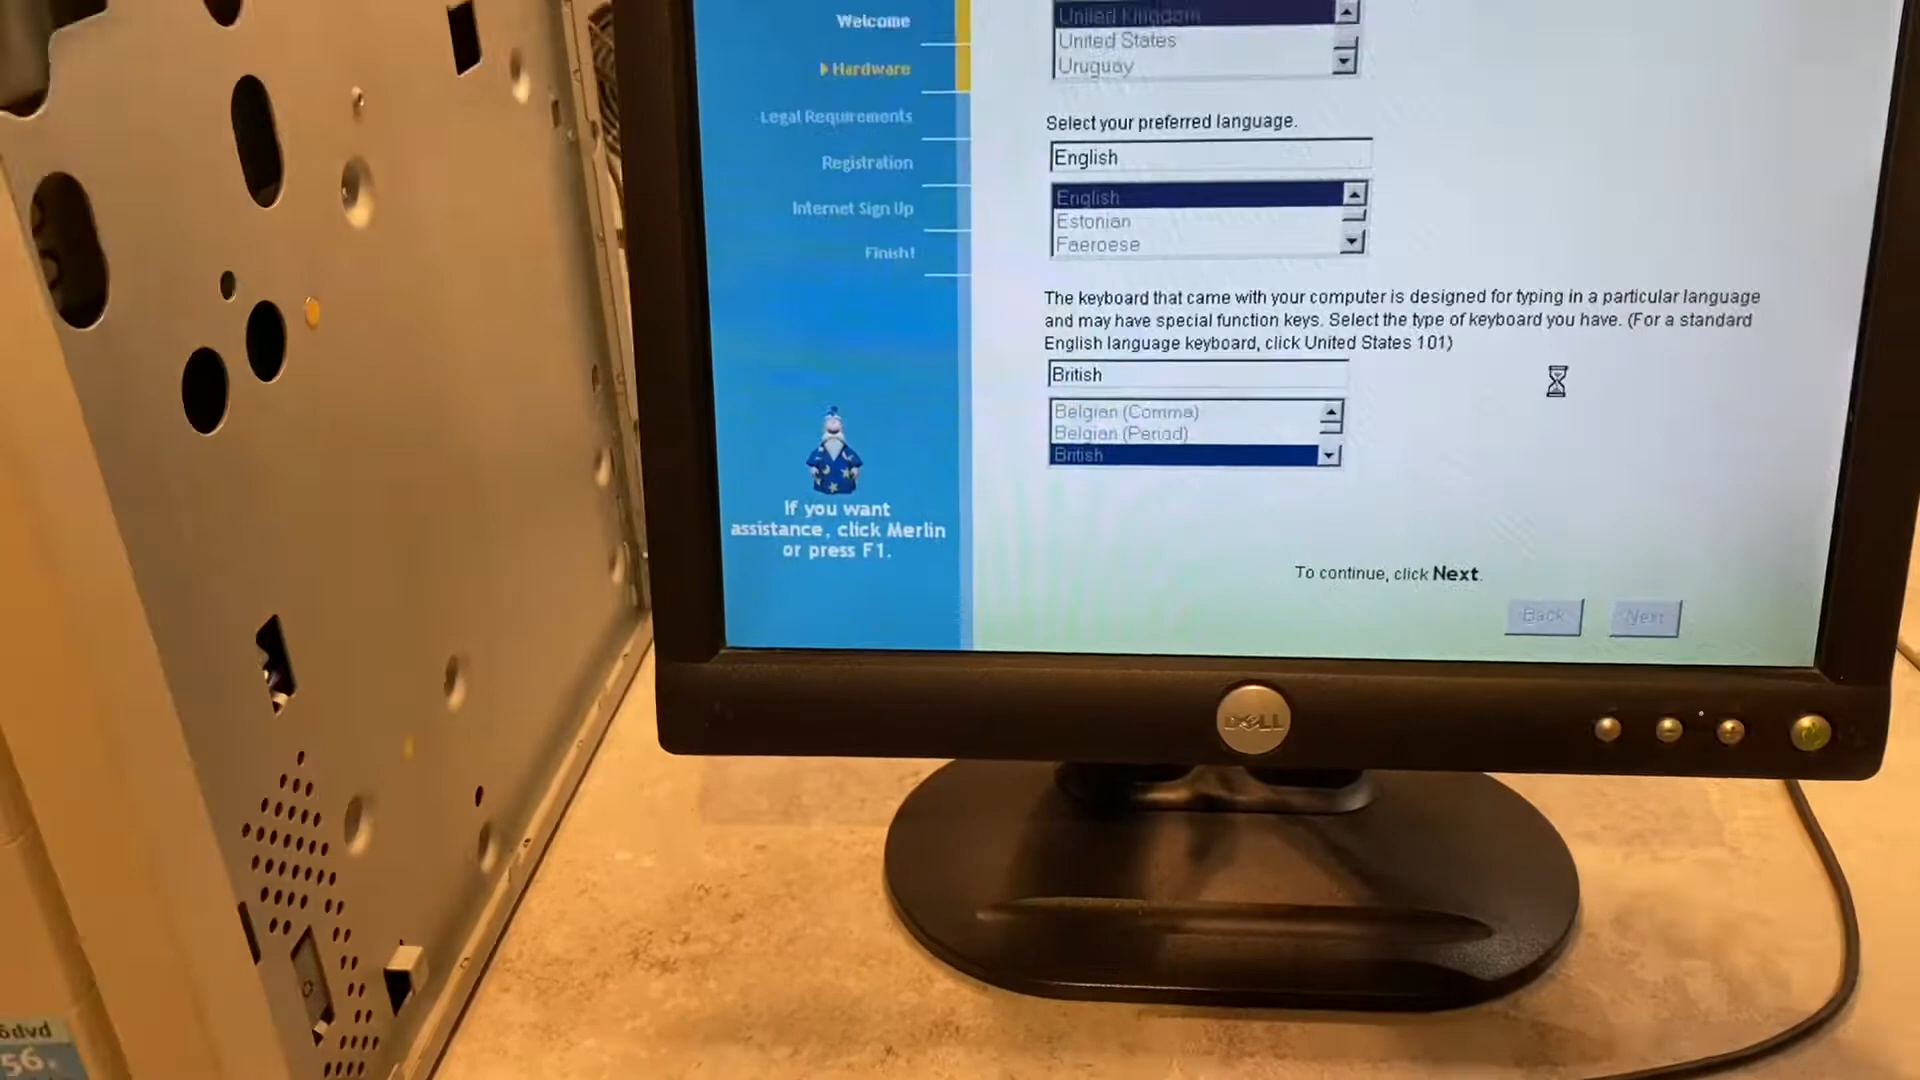 Welcome
Hardware
Legal Requirements
Registration
Internet Sign Up
Finish!
If you want
assistance, click Merlin
or press F1.
United Kingdom
United States
Uruguay
Select your preferred language.
English
English
Estonian
Faeroese
The keyboard that came with your computer is designed for typing in a particular language
and may have special function keys. Select the type of keyboard you have. (For a standard
English language keyboard, click United States 101)
British
Belgian (Comma)
Belgian (Period)
British
To continue, click Next.
Back
Next
DELL
56